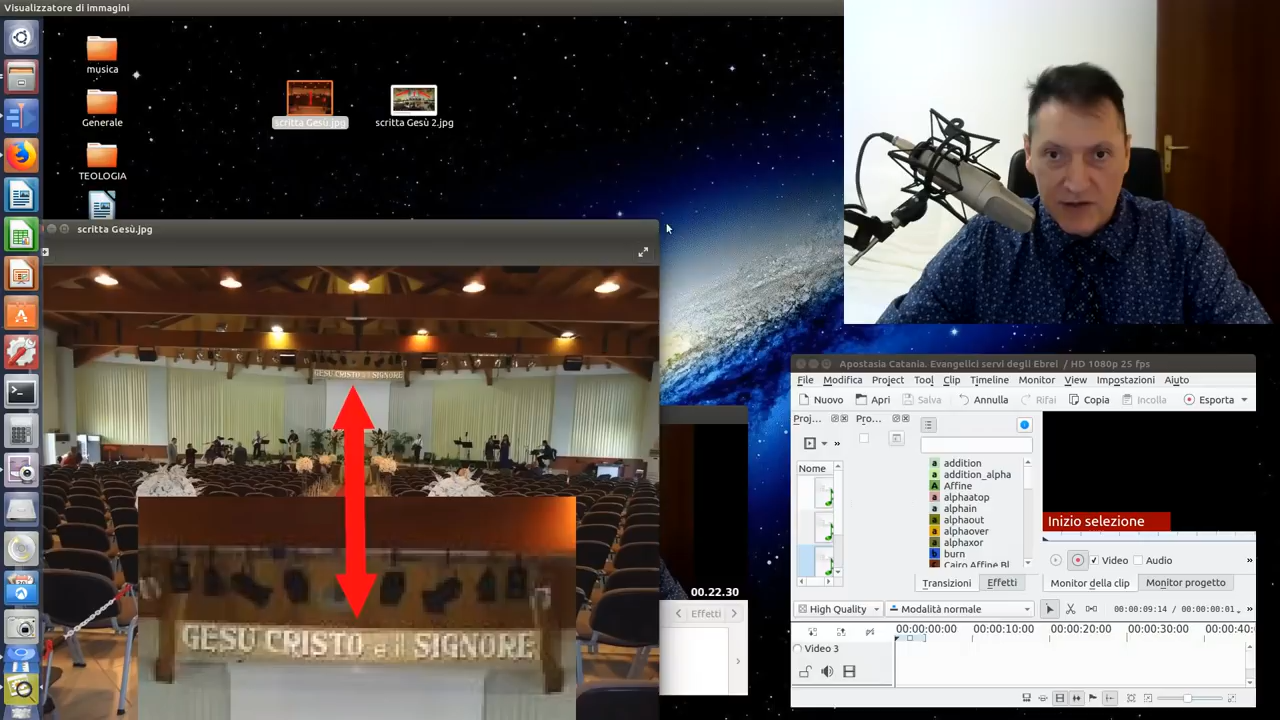 Visualizzatore di immagini
musica
Generale
TEOLOGIA
scritta Gesù.jpg
scritta Gesù 2.jpg
scritta Gesù.jpg
GESÙ CRISTO è il SIGNORE
GESÙ CRISTO è il SIGNORE
00.22.30
Effetti
Apostasia Catania. Evangelici servi degli Ebrei / HD 1080p 25 fps
File Modifica Project Tool Clip Timeline Monitor View Impostazioni Aiuto
Nuovo Apri Salva Annulla Rifai Copia Incolla Esporta
Proj... Pro...
Nome
addition
addition_alpha
Affine
alphaatop
alphain
alphaout
alphaover
alphaxor
burn
Cairo Affine Bl
Transizioni Effetti
Inizio selezione
Video Audio
Monitor della clip Monitor progetto
High Quality Modalità normale 00:00:09:14 / 00:00:00:01
00:00:00:00 00:00:10:00 00:00:20:00 00:00:30:00 00:00:40:
Video 3